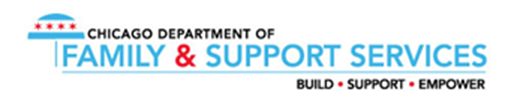 CHICAGO DEPARTMENT OF
FAMILY & SUPPORT SERVICES
BUILD • SUPPORT • EMPOWER